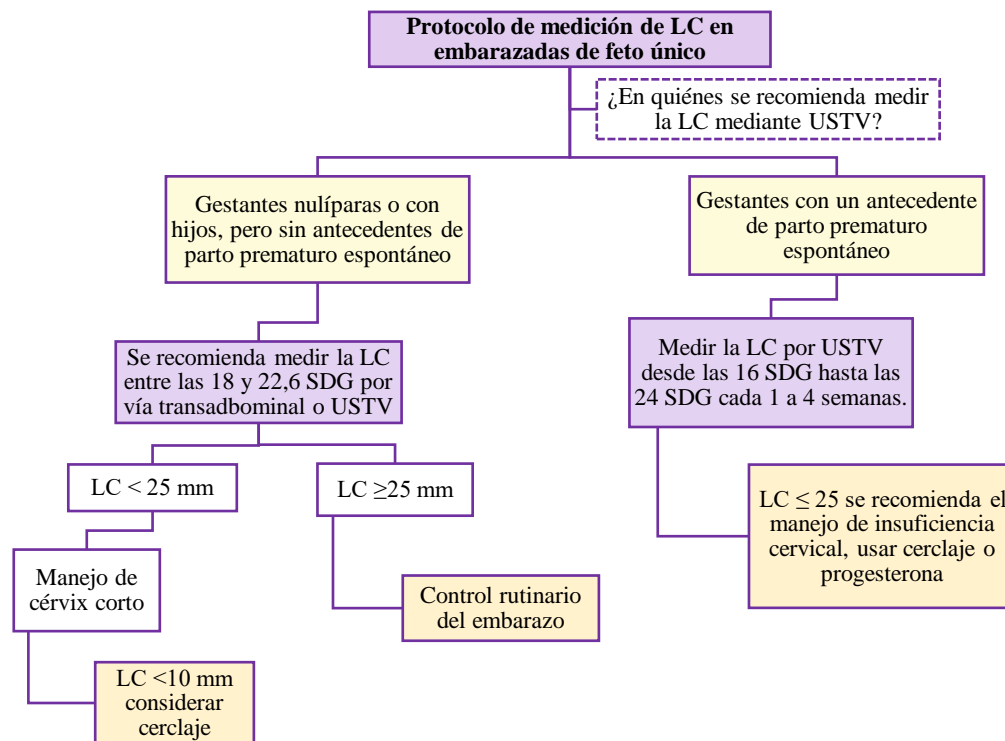 Protocolo de medición de LC en
embarazadas de feto único
¿En quiénes se recomienda medir
la LC mediante USTV?
Gestantes nulíparas o con
hijos, pero sin antecedentes de
parto prematuro espontáneo
Se recomienda medir la LC
entre las 18 y 22,6 SDG por
vía transadbominal o USTV
LC < 25 mm
Manejo de
cérvix corto
LC <10 mm
considerar
cerclaje
LC ≥25 mm
Control rutinario
del embarazo
Gestantes con un antecedente
de parto prematuro
espontáneo
Medir la LC por USTV
desde las 16 SDG hasta las
24 SDG cada 1 a 4 semanas.
LC ≤ 25 se recomienda el
manejo de insuficiencia
cervical, usar cerclaje o
progesterona